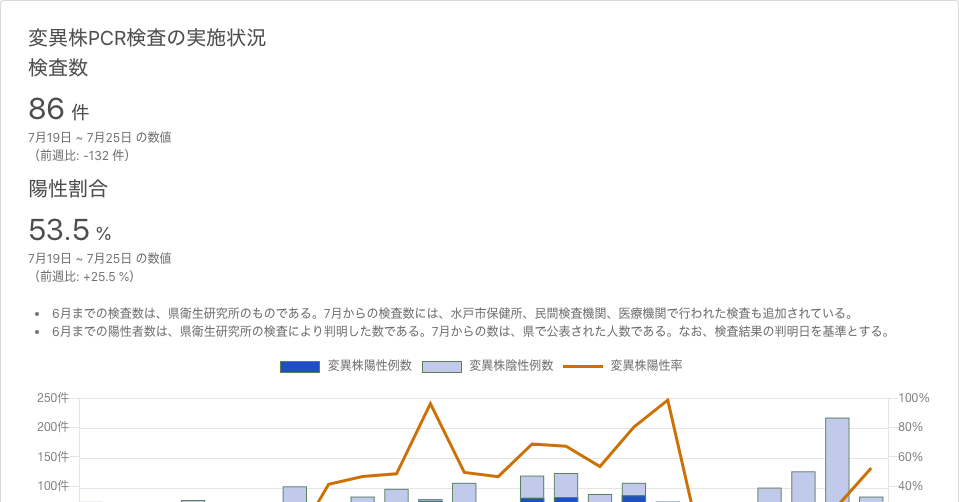 変異株PCR検査の実施状況
検査数
86 件
7月19日 ~ 7月25日 の数値
（前週比: -132 件）
陽性割合
53.5 %
7月19日 ~ 7月25日 の数値
（前週比: +25.5 %）
• 6月までの検査数は、県衛生研究所のものである。7月からの検査数には、水戸市保健所、民間検査機関、医療機関で行われた検査も追加されている。
• 6月までの陽性者数は、県衛生研究所の検査により判明した数である。7月からの数は、県で公表された人数である。なお、検査結果の判明日を基準とする。
変異株陽性例数 変異株陰性例数 変異株陽性率
250件 100%
200件 80%
150件 60%
100件 40%